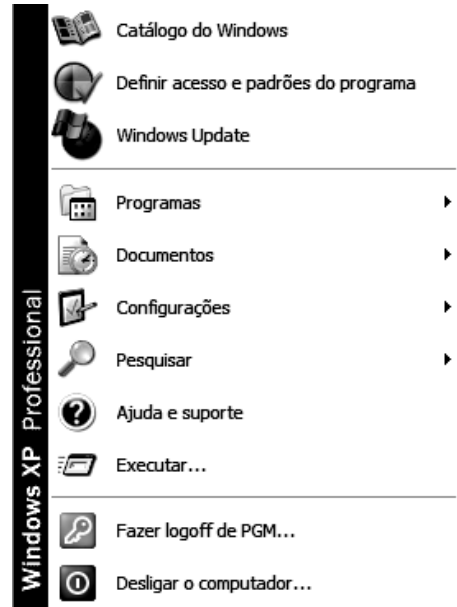 Catálogo do Windows
Definir acesso e padrões do programa
Windows Update
Programas
Documentos
Configurações
Pesquisar
Ajuda e suporte
Executar...
Fazer logoff de PGM...
Desligar o computador...
Windows XP Professional